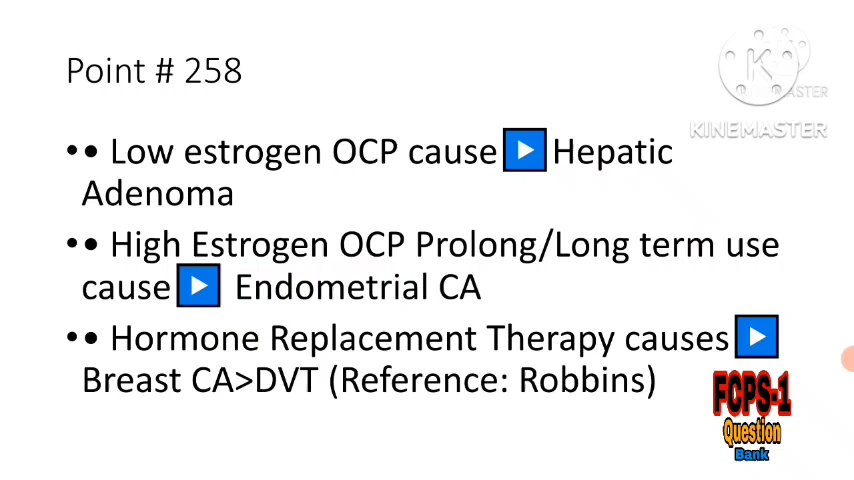 Point # 258
KINEMASTER
•• Low estrogen OCP cause ▶ Hepatic
Adenoma
•• High Estrogen OCP Prolong/Long term use
cause ▶ Endometrial CA
•• Hormone Replacement Therapy causes ▶
Breast CA>DVT (Reference: Robbins)
FCPS-1
Question
Bank